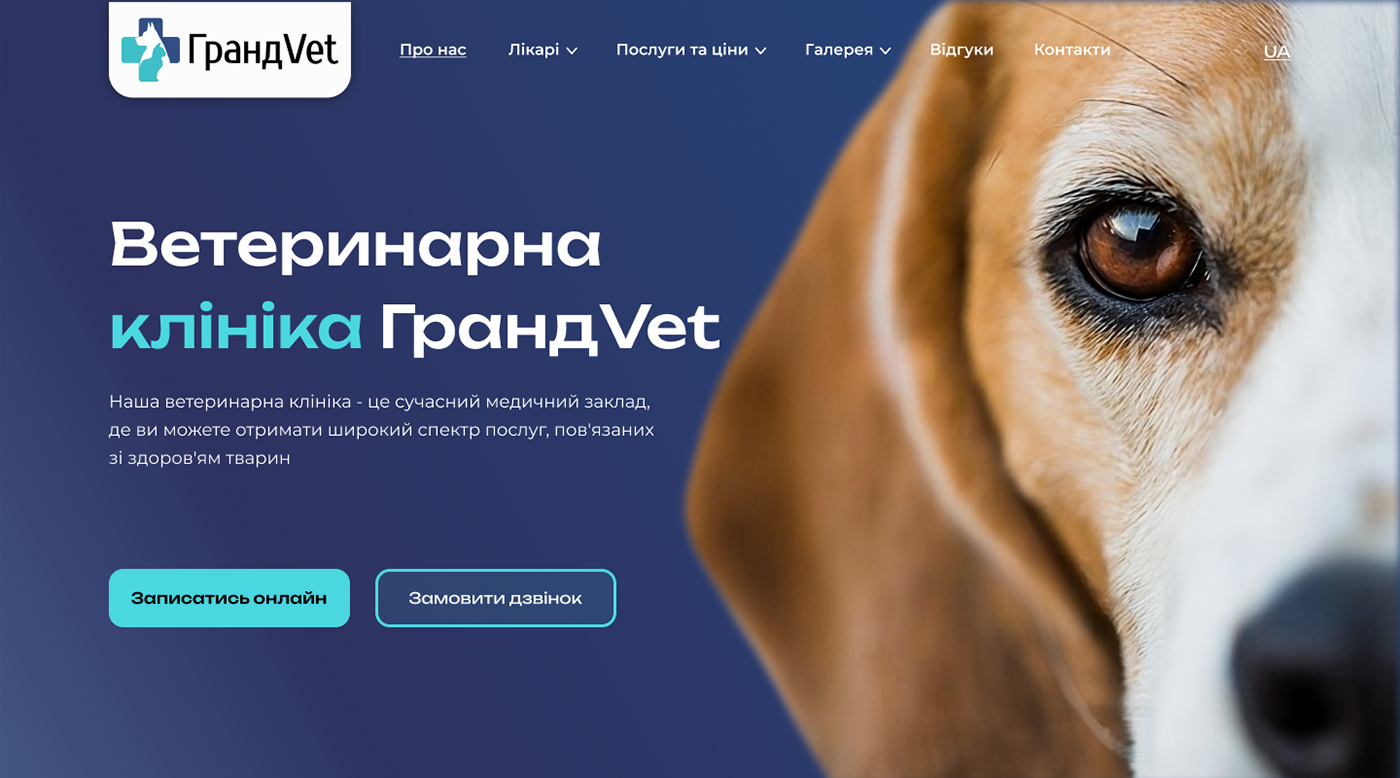 ГрандVet
Про нас
Лікарі
Послуги та ціни
Галерея
Відгуки
Контакти
UA
Ветеринарна
клініка ГрандVet
Наша ветеринарна клініка - це сучасний медичний заклад,
де ви можете отримати широкий спектр послуг, пов'язаних
зі здоров'ям тварин
Записатись онлайн
Замовити дзвінок